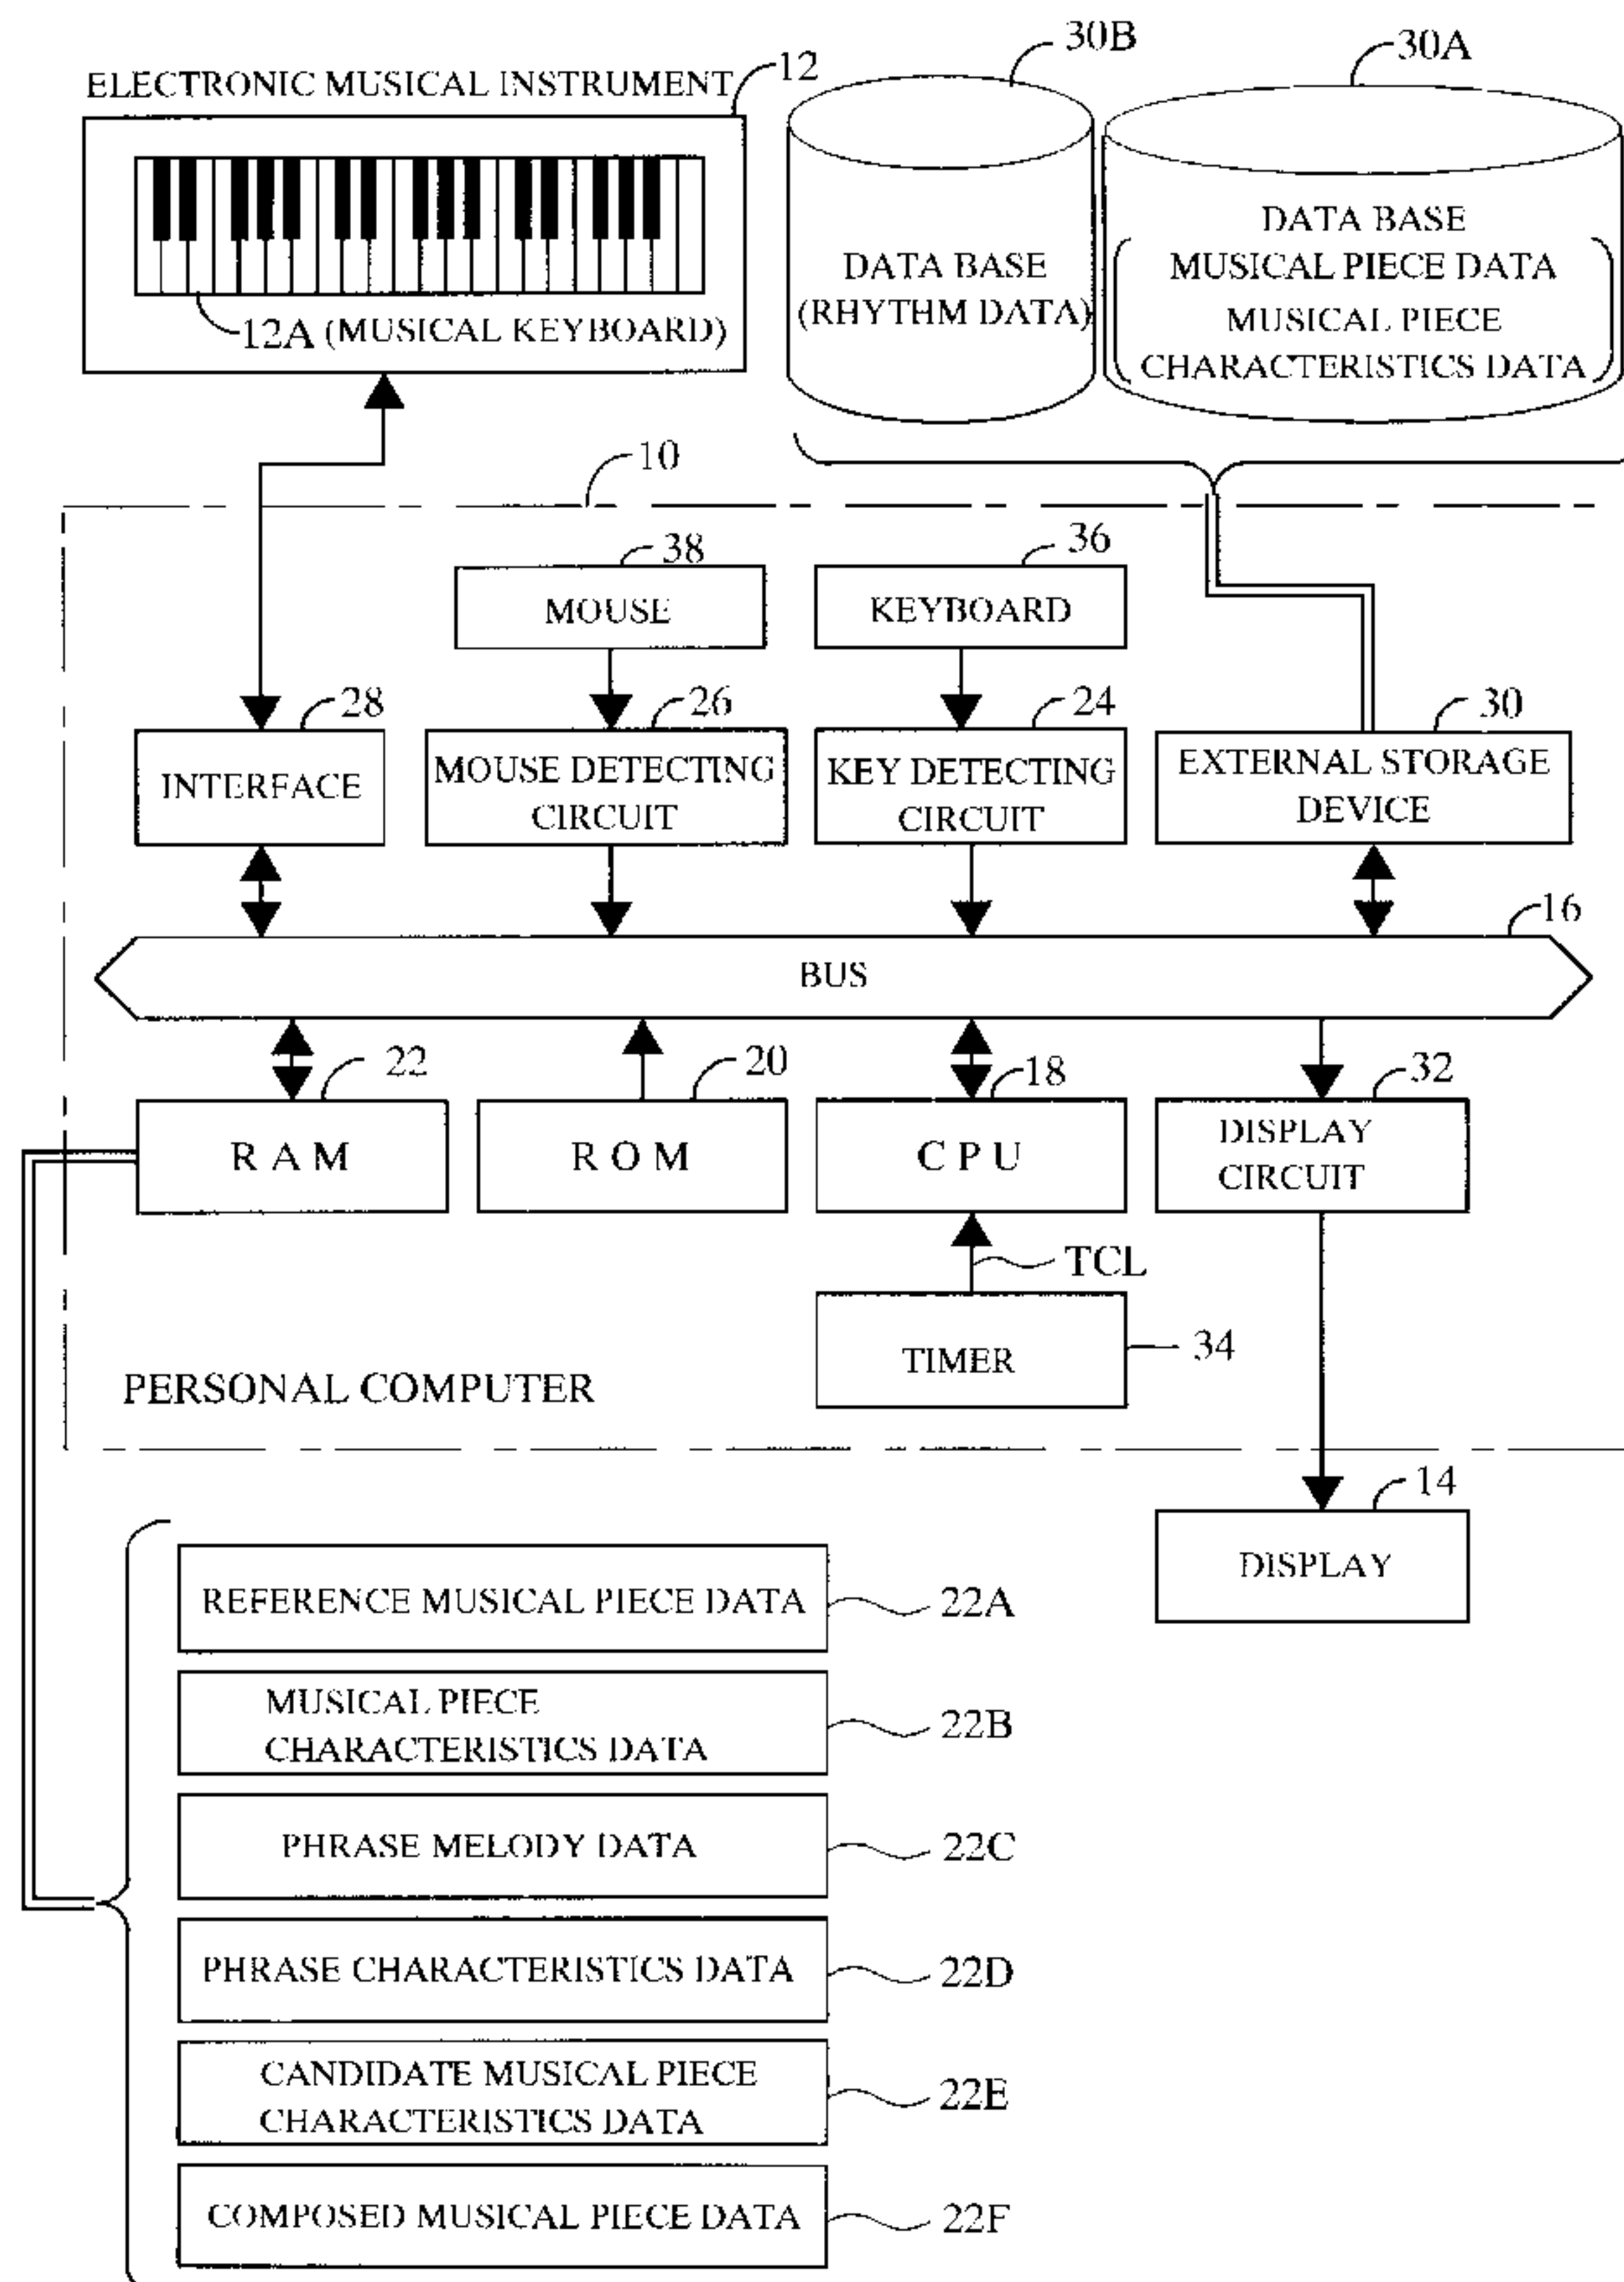 30B
30A
ELECTRONIC MUSICAL INSTRUMENT
12
DATA BASE
(RHYTHM DATA)
DATA BASE
MUSICAL PIECE DATA
MUSICAL PIECE
CHARACTERISTICS DATA
12A (MUSICAL KEYBOARD)
10
38
36
MOUSE
KEYBOARD
28
26
24
30
INTERFACE
MOUSE DETECTING
CIRCUIT
KEY DETECTING
CIRCUIT
EXTERNAL STORAGE
DEVICE
16
BUS
22
20
18
32
RAM
ROM
CPU
DISPLAY
CIRCUIT
TCL
TIMER
34
PERSONAL COMPUTER
14
DISPLAY
REFERENCE MUSICAL PIECE DATA
22A
MUSICAL PIECE
CHARACTERISTICS DATA
22B
PHRASE MELODY DATA
22C
PHRASE CHARACTERISTICS DATA
22D
CANDIDATE MUSICAL PIECE
CHARACTERISTICS DATA
22E
COMPOSED MUSICAL PIECE DATA
22F